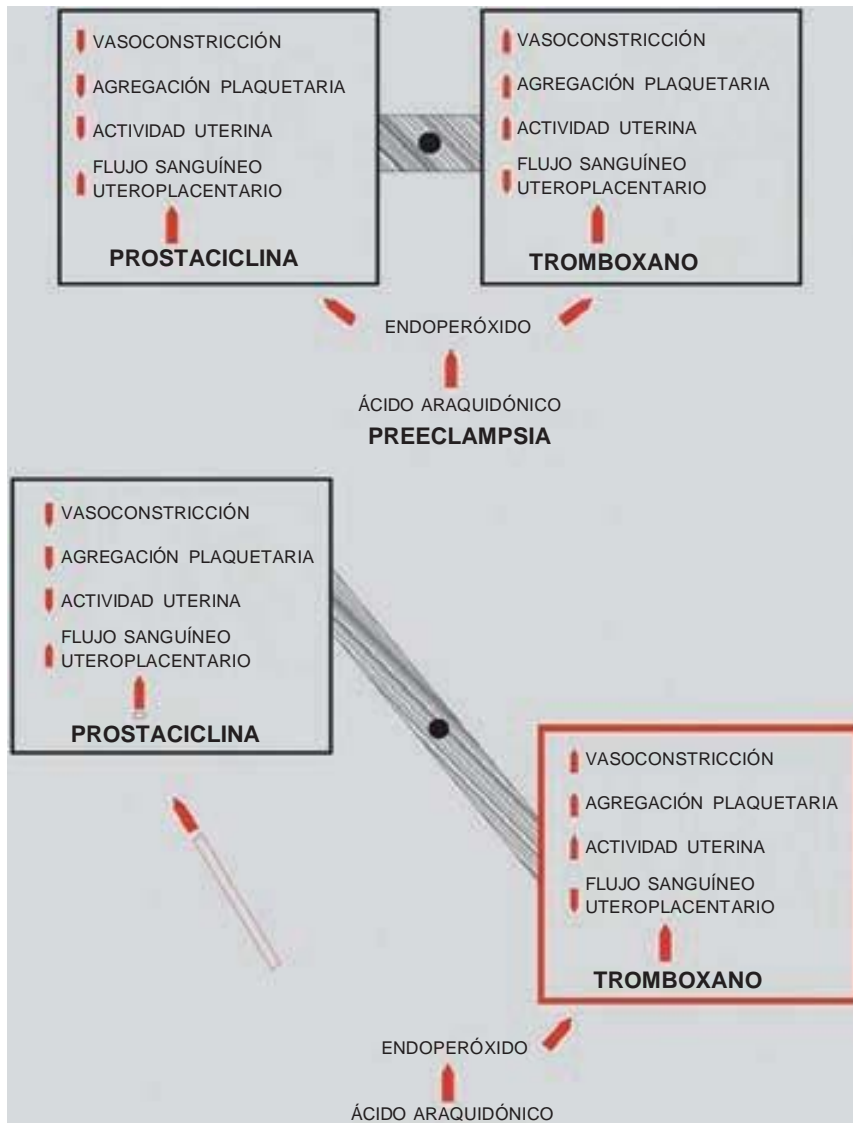 VASOCONSTRICCIÓN
AGREGACIÓN PLAQUETARIA
ACTIVIDAD UTERINA
FLUJO SANGUÍNEO
UTEROPLACENTARIO
PROSTACICLINA
VASOCONSTRICCIÓN
AGREGACIÓN PLAQUETARIA
ACTIVIDAD UTERINA
FLUJO SANGUÍNEO
UTEROPLACENTARIO
TROMBOXANO
ENDOPERÓXIDO
ÁCIDO ARAQUIDÓNICO
PREECLAMPSIA
VASOCONSTRICCIÓN
AGREGACIÓN PLAQUETARIA
ACTIVIDAD UTERINA
FLUJO SANGUÍNEO
UTEROPLACENTARIO
PROSTACICLINA
VASOCONSTRICCIÓN
AGREGACIÓN PLAQUETARIA
ACTIVIDAD UTERINA
FLUJO SANGUÍNEO
UTEROPLACENTARIO
TROMBOXANO
ENDOPERÓXIDO
ÁCIDO ARAQUIDÓNICO